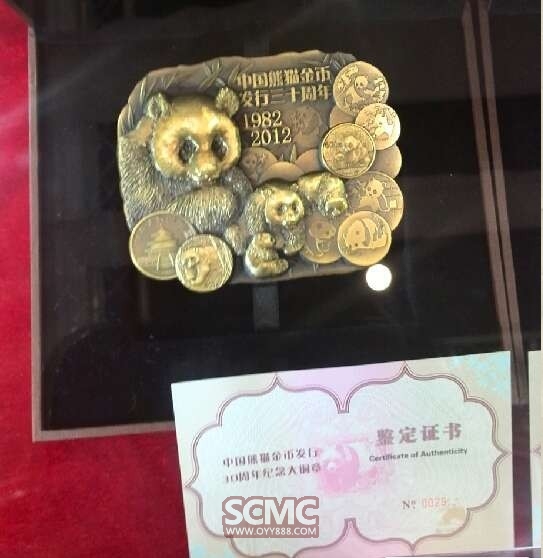 中国熊猫金币
发行三十周年
1982
2012
中国熊猫金币发行
30周年纪念大铜章
鉴定证书
Certificate of Authenticity
Nº
SCMC
WWW.OYY888.COM